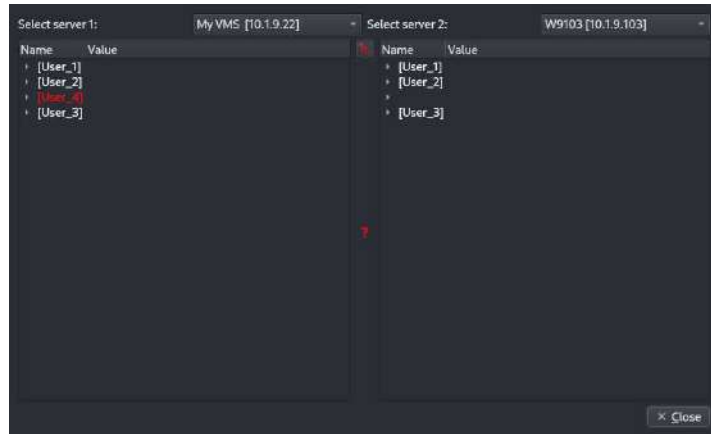 Select server 1: My VMS [10.1.9.22] Select server 2: W9103 [10.1.9.103]
Name Value Name Value
[User_1] [User_1]
[User_2] [User_2]
[User_4]
[User_3] [User_3]
?
× Close